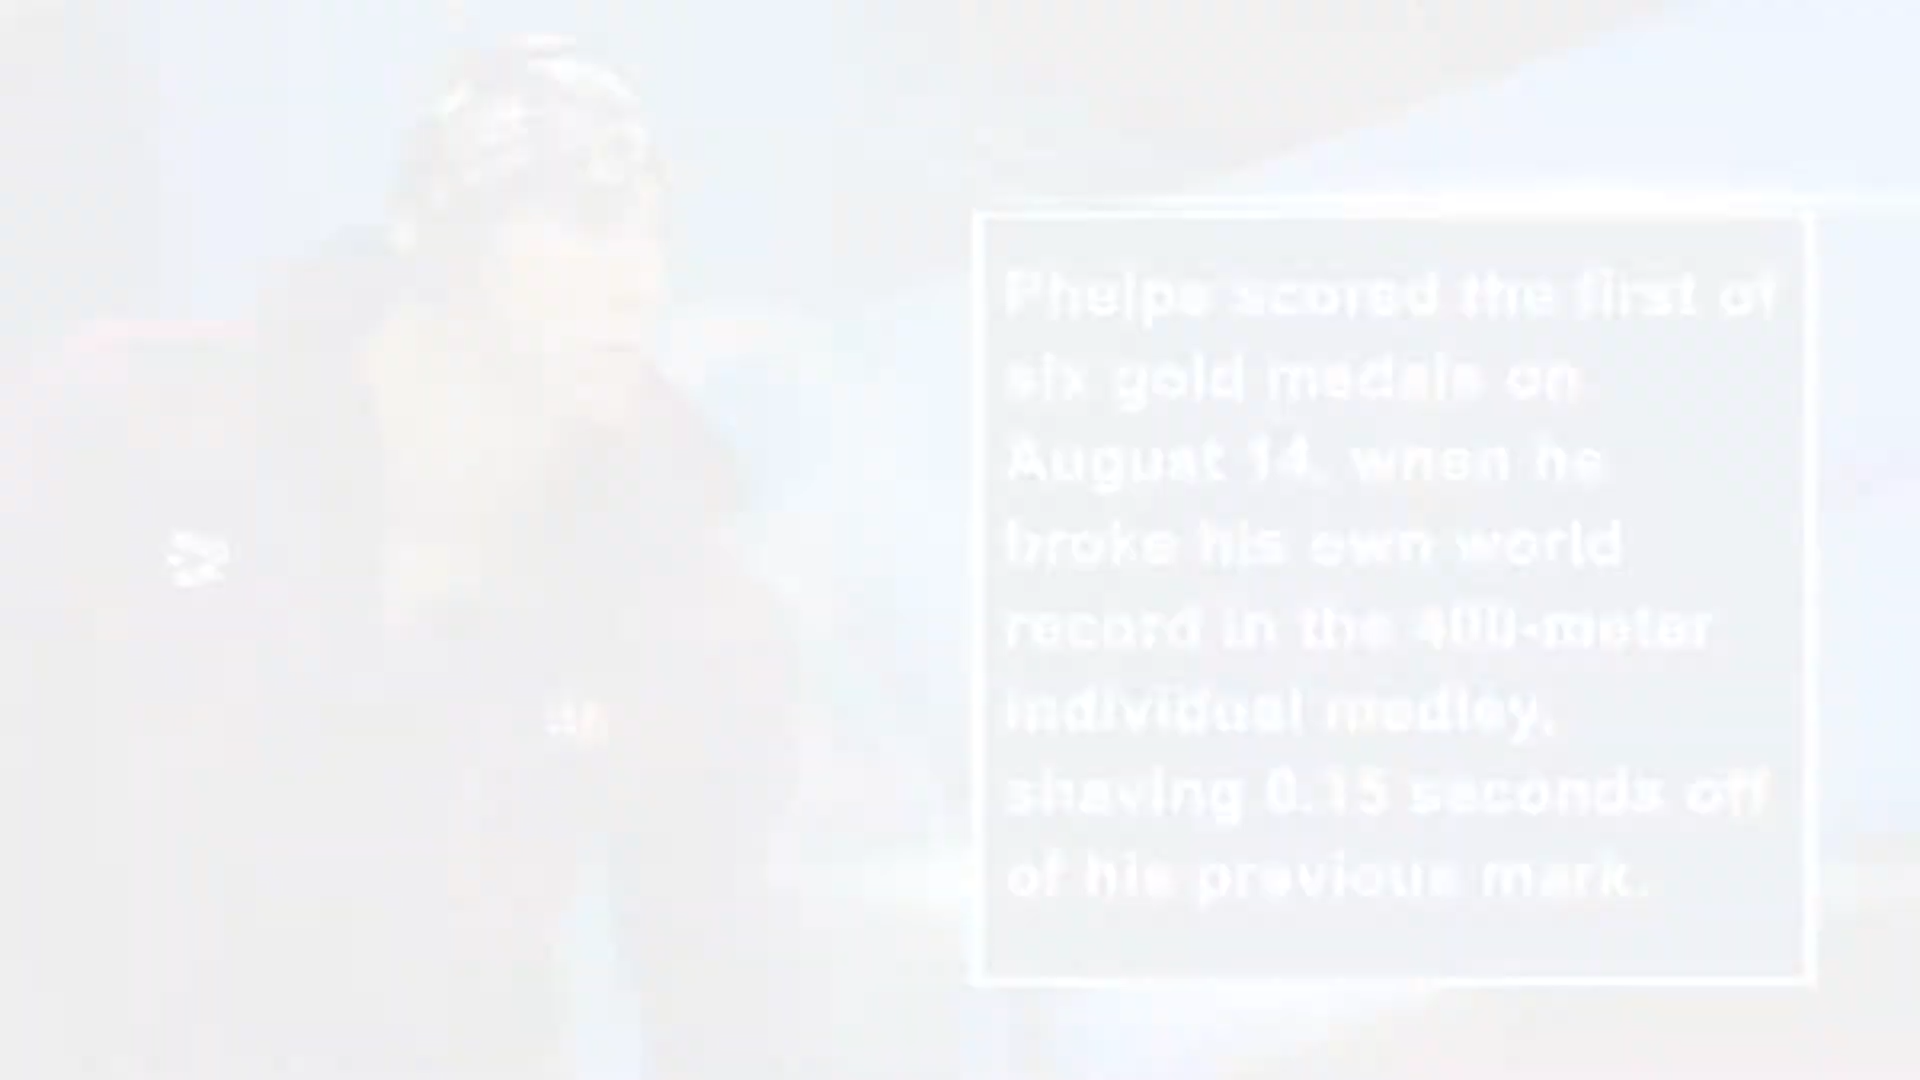 Phelps scored the first of
six gold medals on
August 14, when he
broke his own world
record in the 400-meter
individual medley,
shaving 0.15 seconds off
of his previous mark.